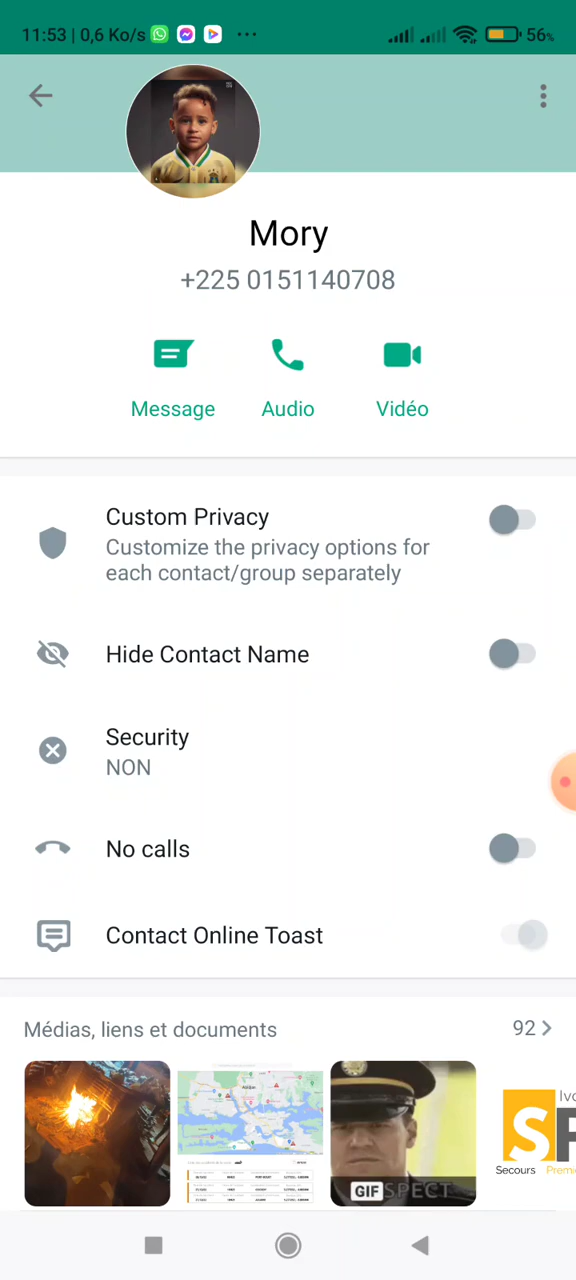 11:53 | 0,6 Ko/s
56%
Mory
+225 0151140708
Message
Audio
Vidéo
Custom Privacy
Customize the privacy options for
each contact/group separately
Hide Contact Name
Security
NON
No calls
Contact Online Toast
Médias, liens et documents
92
GIF
SPECT
SP
Secours